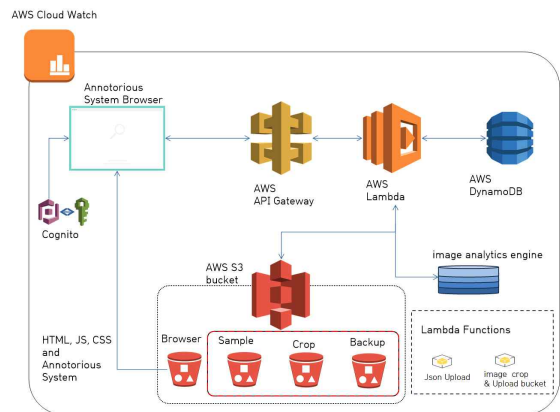 AWS Cloud Watch
Annotorious
System Browser
AWS
API Gateway
AWS
Lambda
AWS
DynamoDB
Cognito
AWS S3
bucket
image analytics engine
HTML, JS, CSS
and
Annotorious
System
Browser
Sample
Crop
Backup
Lambda Functions
Json Upload
image crop
& Upload bucket